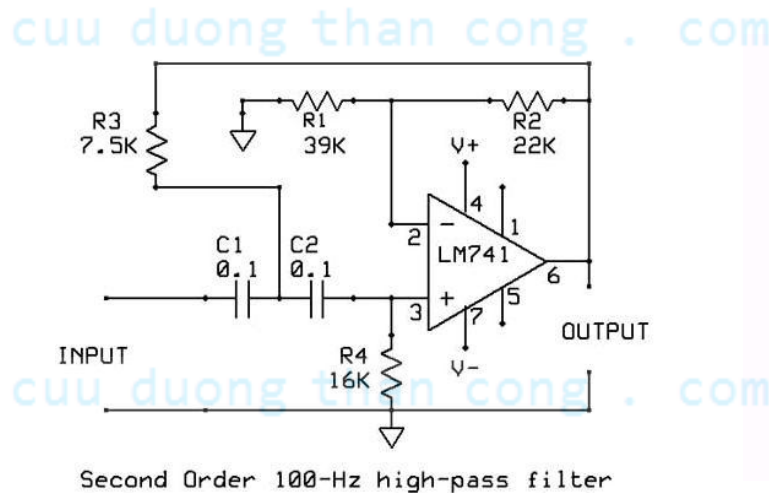 cuu duong than cong . com
R3
7.5K
R1
39K
R2
22K
V+
4
1
2
-
LM741
6
C1
0.1
C2
0.1
3
+
7
5
V-
INPUT
R4
16K
OUTPUT
cuu duong than cong . com
Second Order 100-Hz high-pass filter